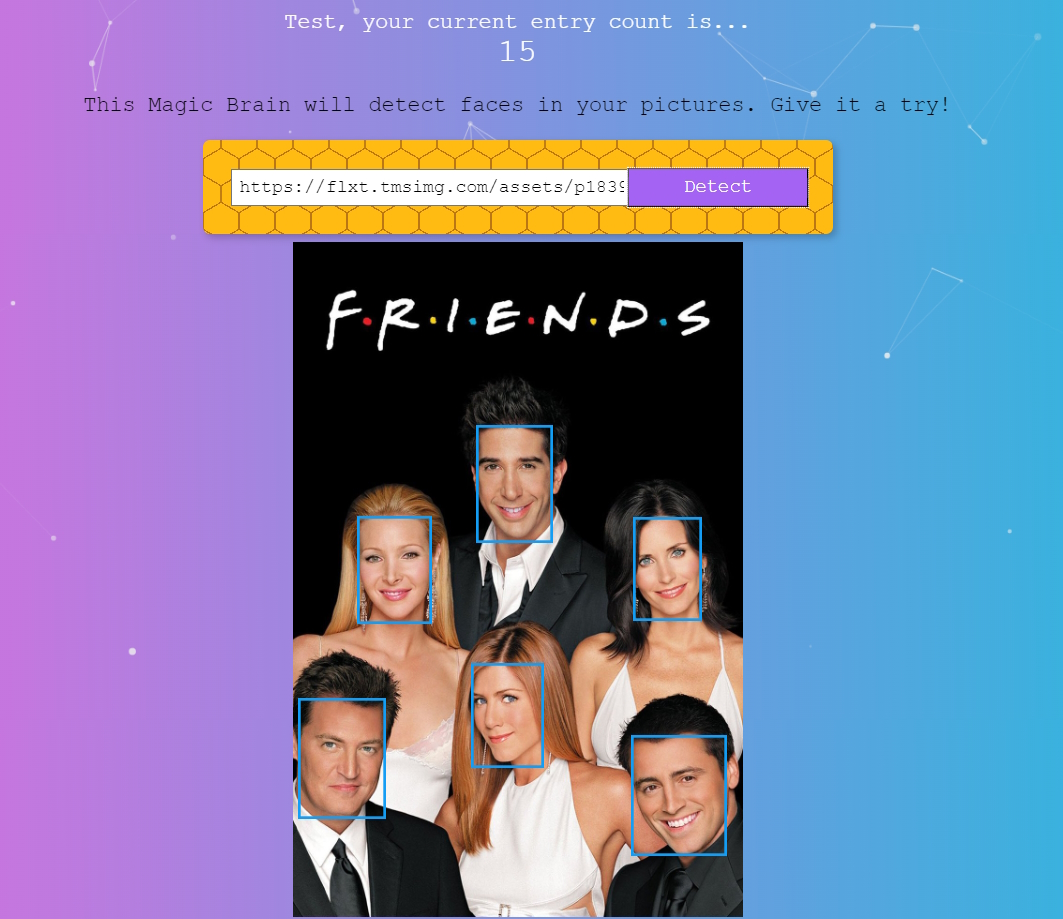 Test, your current entry count is...
15
This Magic Brain will detect faces in your pictures. Give it a try!
https://flxt.tmsimg.com/assets/p1839
Detect
F·R·I·E·N·D·S